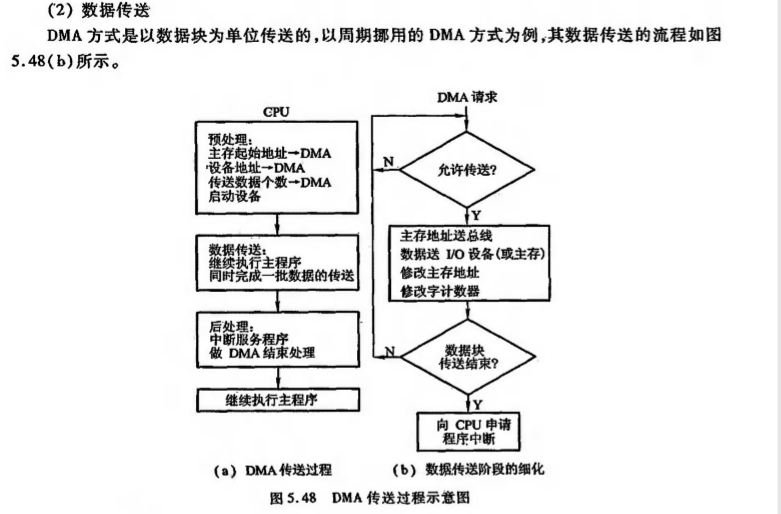 (2) 数据传送
DMA 方式是以数据块为单位传送的,以周期挪用的 DMA 方式为例,其数据传送的流程如图
5.48(b)所示。
CPU
预处理:
主存起始地址→DMA
设备地址→DMA
传送数据个数→DMA
启动设备
数据传送:
继续执行主程序
同时完成一批数据的传送
后处理:
中断服务程序
做 DMA 结束处理
继续执行主程序
(a) DMA 传送过程
DMA 请求
允许传送?
N
Y
主存地址送总线
数据送 I/O 设备(或主存)
修改主存地址
修改字计数器
数据块
传送结束?
N
Y
向 CPU 申请
程序中断
(b) 数据传送阶段的细化
图 5.48 DMA 传送过程示意图